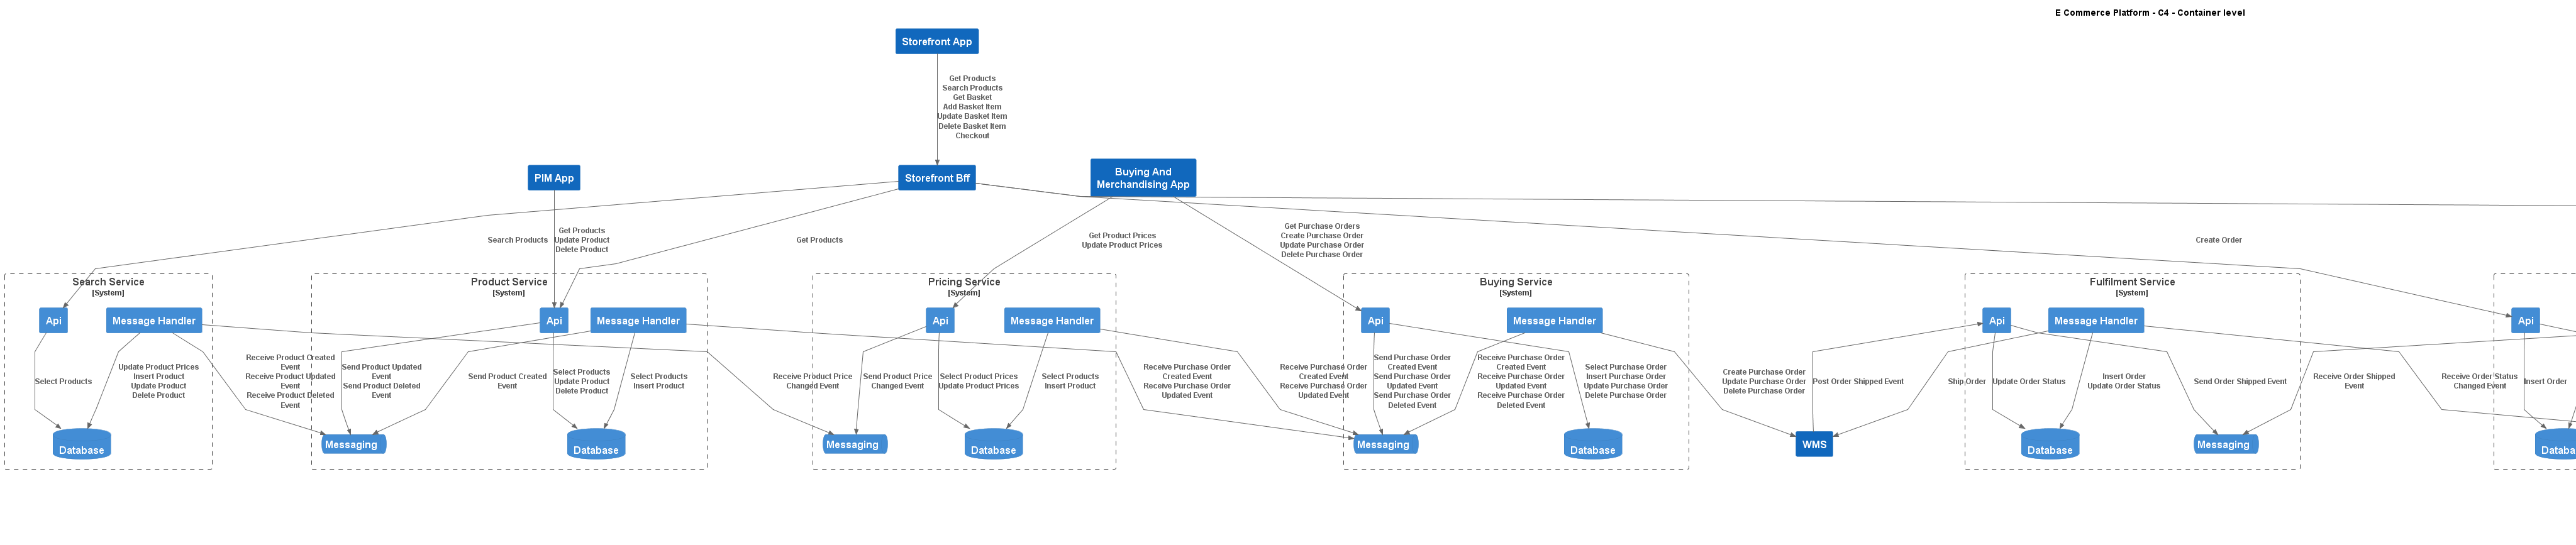 E Commerce Platform - C4 - Container level
Storefront App
Get Products
Search Products
Get Basket
Add Basket Item
Update Basket Item
Delete Basket Item
Checkout
PIM App
Storefront Bff
Buying And
Merchandising App
Search Products
Get Products
Update Product
Delete Product
Get Products
Get Product Prices
Update Product Prices
Get Purchase Orders
Create Purchase Order
Update Purchase Order
Delete Purchase Order
Create Order
Search Service
[System]
Api
Message Handler
Select Products
Update Product Prices
Insert Product
Update Product
Delete Product
Database
Receive Product Created
Event
Receive Product Updated
Event
Receive Product Deleted
Event
Product Service
[System]
Api
Message Handler
Send Product Updated
Event
Send Product Deleted
Event
Send Product Created
Event
Select Products
Update Product
Delete Product
Select Products
Insert Product
Messaging
Database
Receive Product Price
Changed Event
Pricing Service
[System]
Api
Message Handler
Send Product Price
Changed Event
Select Product Prices
Update Product Prices
Select Products
Insert Product
Messaging
Database
Receive Purchase Order
Created Event
Receive Purchase Order
Updated Event
Receive Purchase Order
Created Event
Receive Purchase Order
Updated Event
Buying Service
[System]
Api
Message Handler
Send Purchase Order
Created Event
Send Purchase Order
Updated Event
Send Purchase Order
Deleted Event
Receive Purchase Order
Created Event
Receive Purchase Order
Updated Event
Receive Purchase Order
Deleted Event
Select Purchase Order
Insert Purchase Order
Update Purchase Order
Delete Purchase Order
Messaging
Database
Create Purchase Order
Update Purchase Order
Delete Purchase Order
Post Order Shipped Event
Ship Order
WMS
Fulfilment Service
[System]
Api
Message Handler
Update Order Status
Insert Order
Update Order Status
Send Order Shipped Event
Database
Messaging
Receive Order Shipped
Event
Receive Order Status
Changed Event
Api
Insert Order
Databa